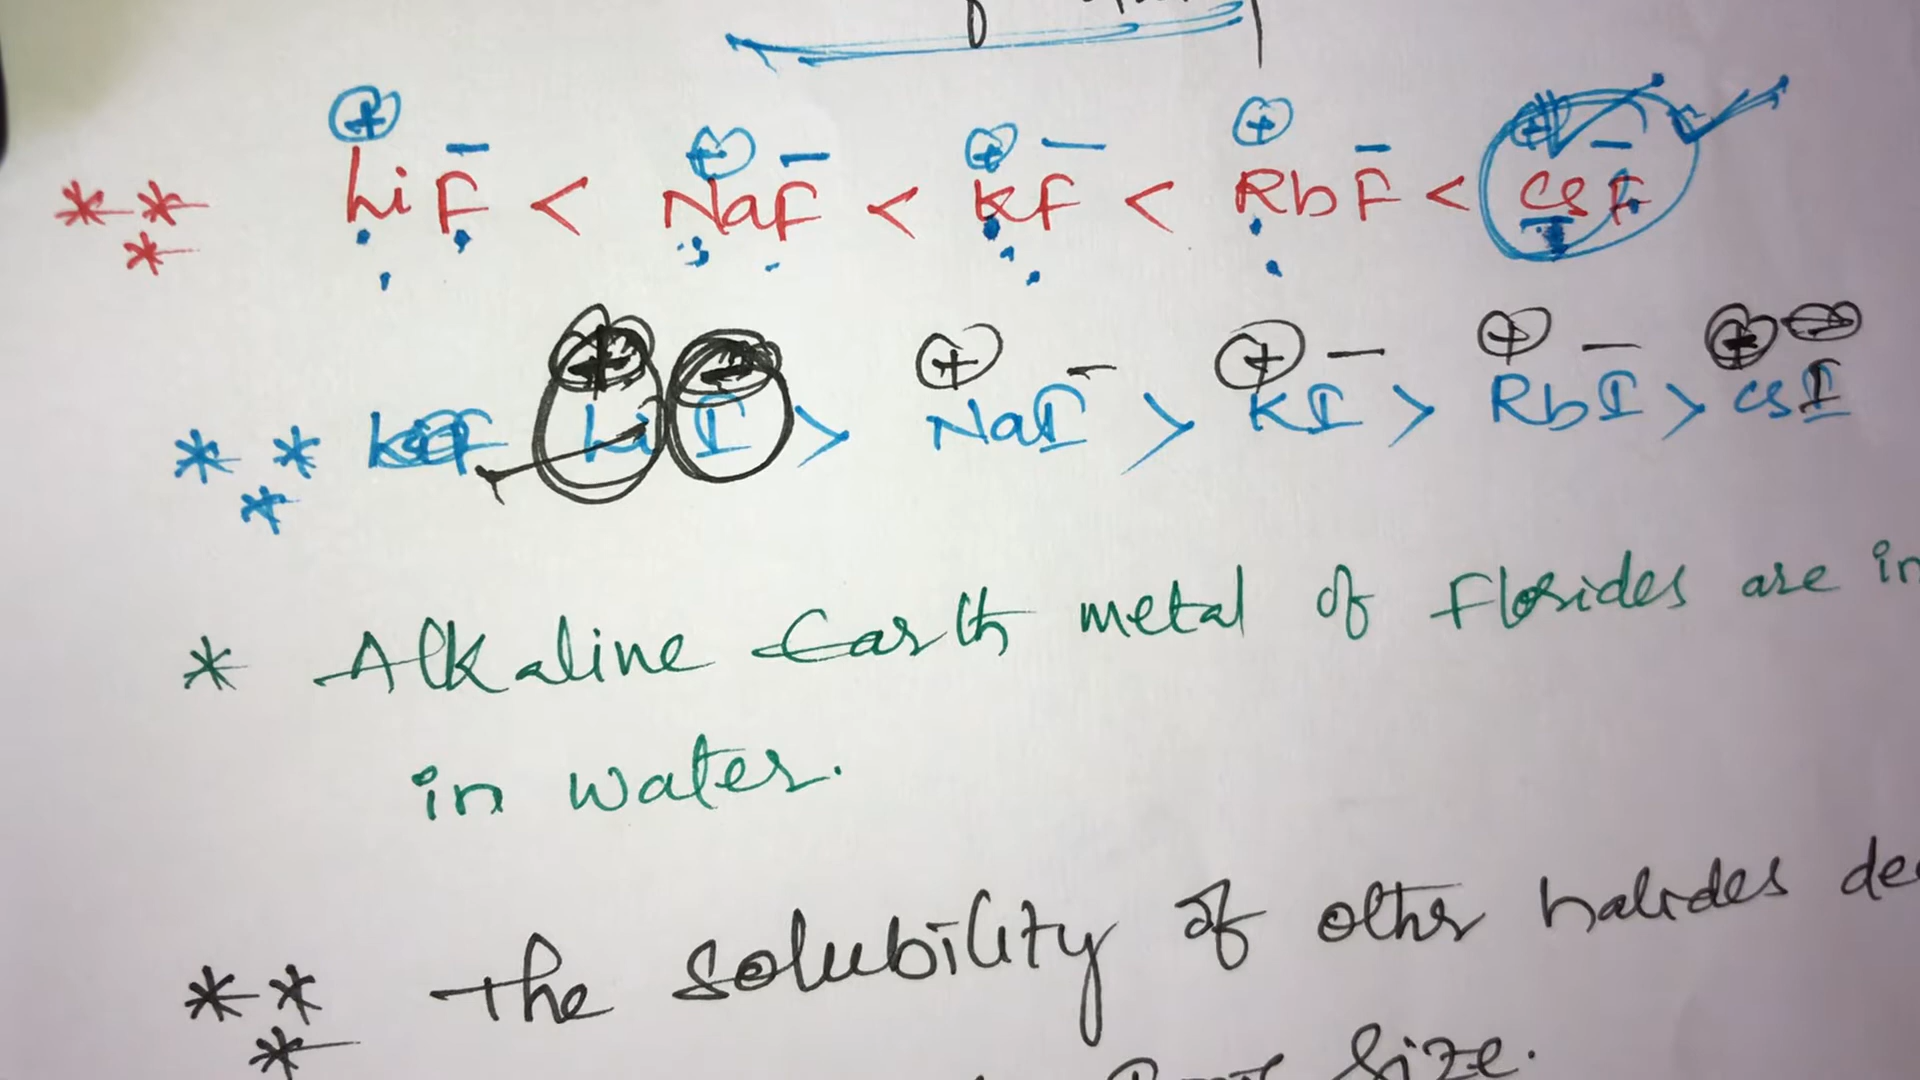 LiF < NaF < KF < RbF < CsF
LiI > NaI > KI > RbI > CsI
* Alkaline Earth metal of Florides are in
in water.
The solubility of other halides de
Size.